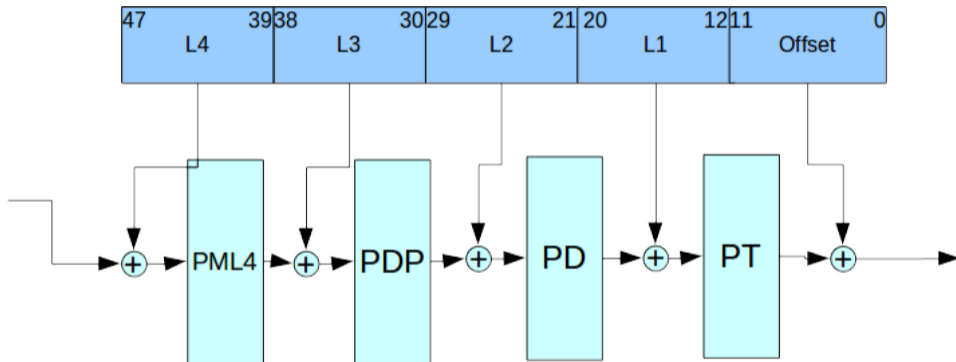 47 39 38 30 29 21 20 12 11 0
L4 L3 L2 L1 Offset
+ PML4 + PDP + PD + PT +